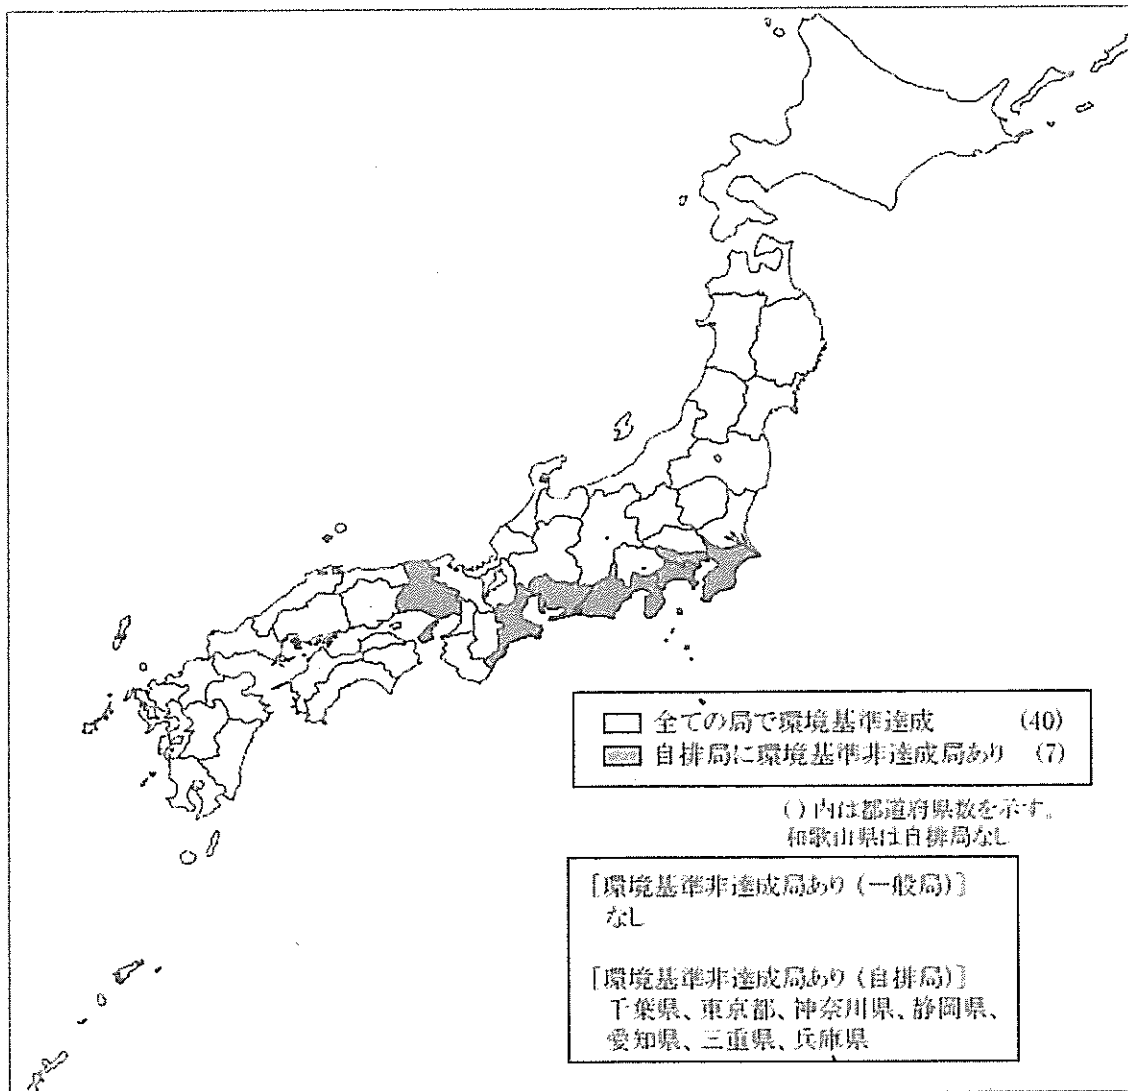 全ての局で環境基準達成 (40)
自排局に環境基準非達成局あり (7)
()内は都道府県数を示す。
和歌山県は自排局なし
[環境基準非達成局あり(一般局)]
なし
[環境基準非達成局あり(自排局)]
千葉県、東京都、神奈川県、静岡県、
愛知県、三重県、兵庫県